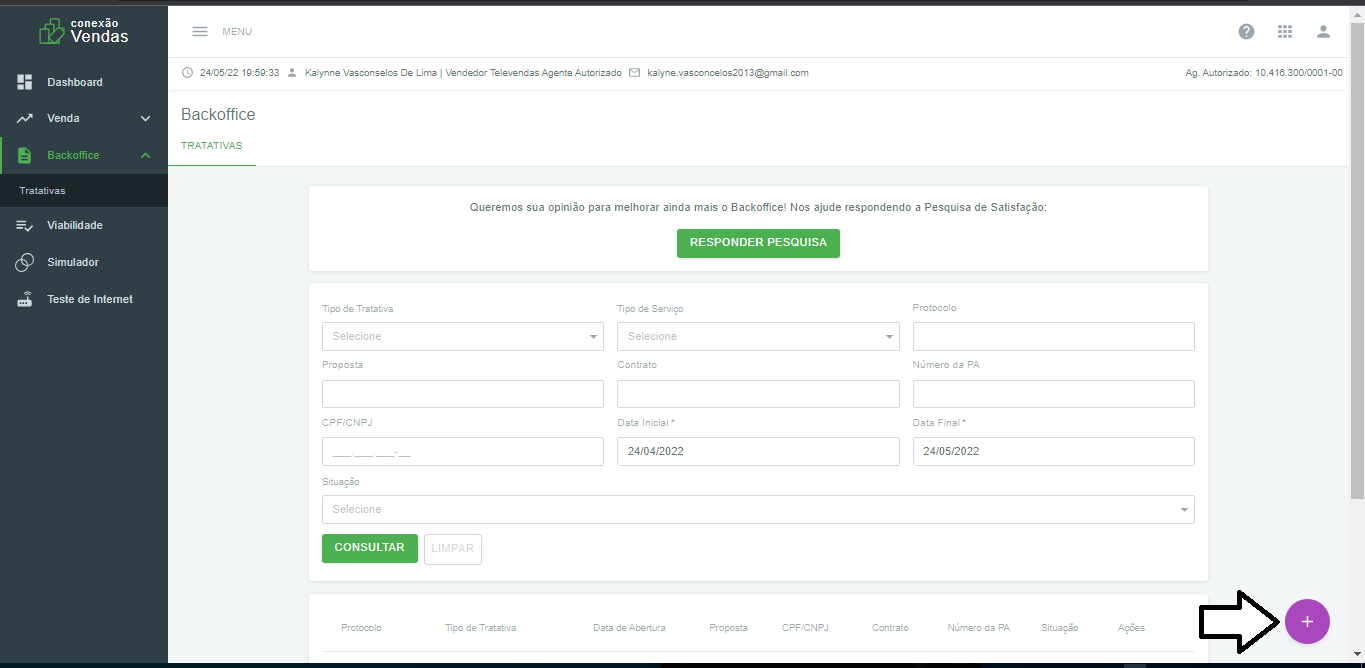 conexão
Vendas
MENU
24/05/22 19:59:33 Kalynne Vasconselos De Lima | Vendedor Televendas Agente Autorizado kalyne.vasconcelos2013@gmail.com Ag. Autorizado: 10.416.300/0001-00
Dashboard
Venda
Backoffice
Tratativas
Viabilidade
Simulador
Teste de Internet
Backoffice
TRATATIVAS
Queremos sua opinião para melhorar ainda mais o Backoffice! Nos ajude respondendo a Pesquisa de Satisfação:
RESPONDER PESQUISA
Tipo de Tratativa Tipo de Serviço Protocolo
Selecione Selecione
Proposta Contrato Número da PA
CPF/CNPJ Data Inicial * Data Final *
___.___.___-__ 24/04/2022 24/05/2022
Situação
Selecione
CONSULTAR LIMPAR
Protocolo Tipo de Tratativa Data de Abertura Proposta CPF/CNPJ Contrato Número da PA Situação Ações
+